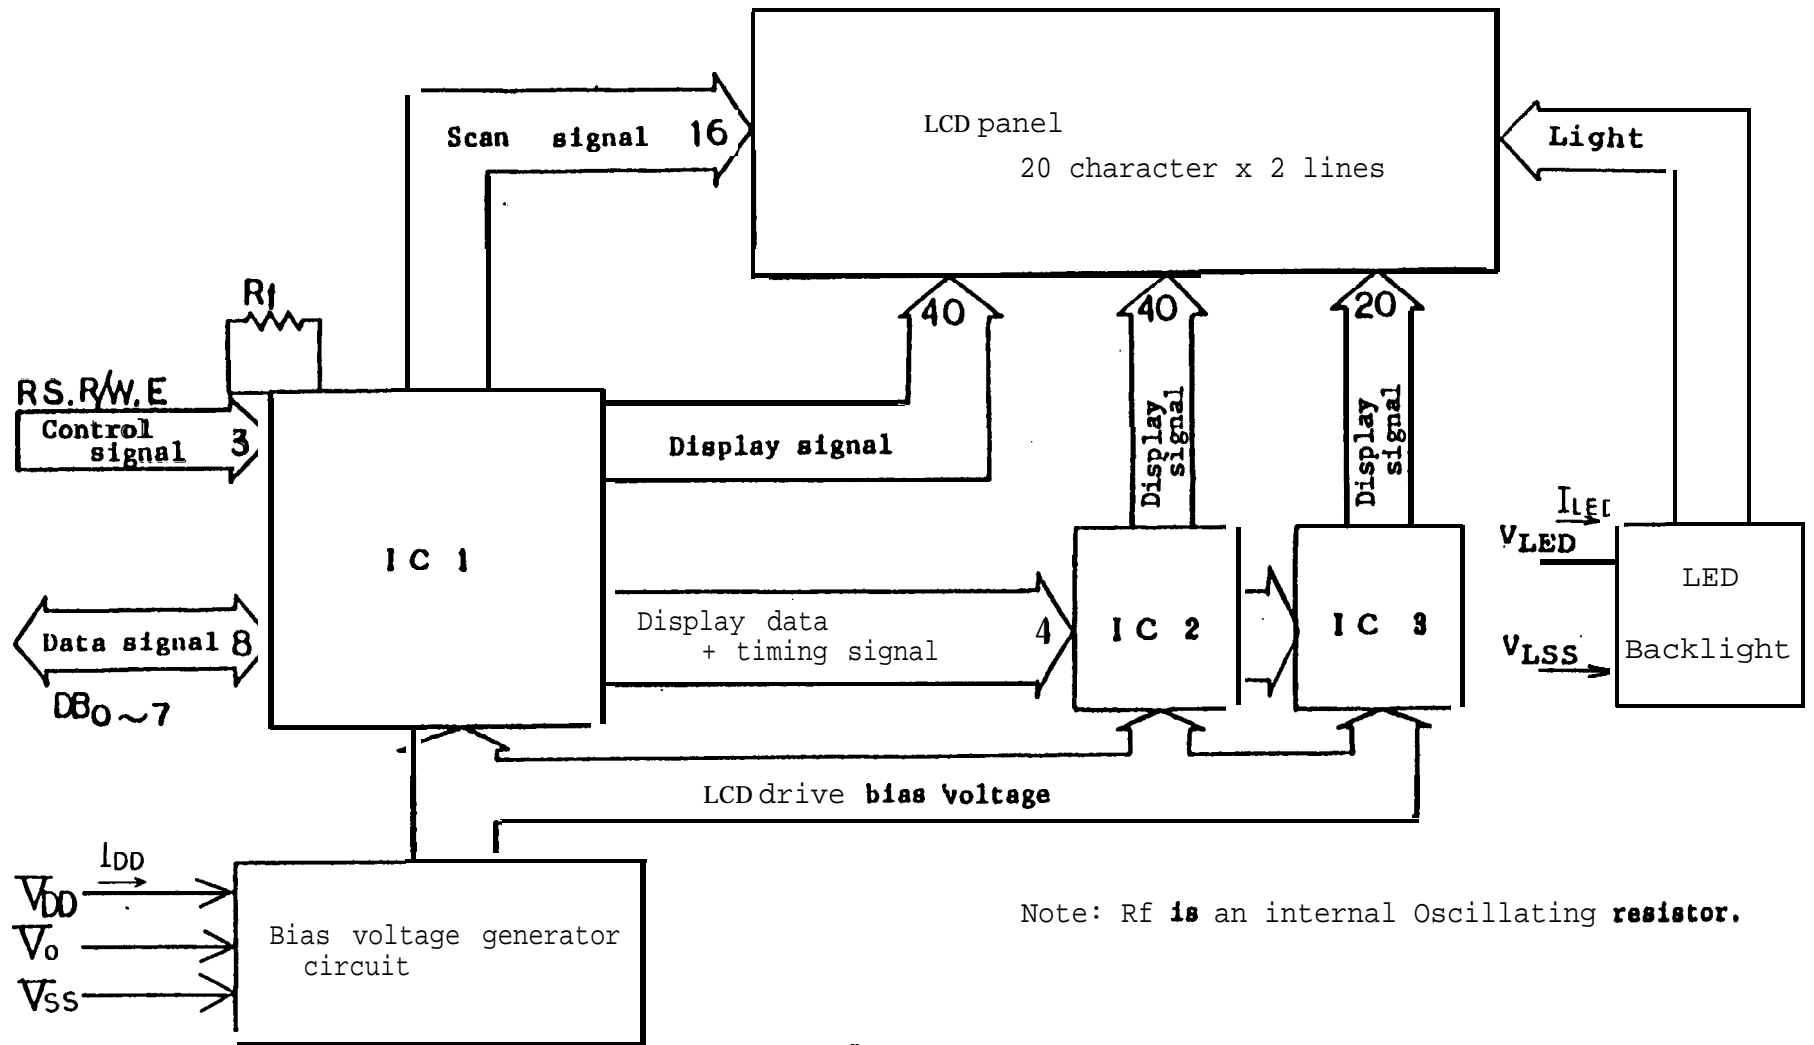 LCD panel
20 character x 2 lines
Scan signal 16
Light
Rf
40
40
20
RS. R/W. E
Control
signal
3
Display signal
Display
signal
Display
signal
IC 1
Data signal 8
DB0~7
Display data
+ timing signal
4
IC 2
IC 3
ILED
VLED
VLSS
LED
Backlight
LCD drive bias Voltage
IDD
VDD
V0
VSS
Bias voltage generator
circuit
Note: Rf is an internal Oscillating resistor.